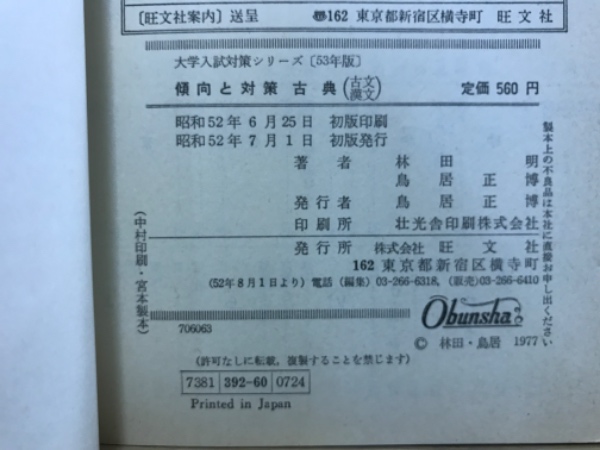 〔旺文社案内〕送呈 〠162 東京都新宿区横寺町 旺文社
大学入試対策シリーズ〔53年版〕
傾向と対策 古典(古文 漢文) 定価 560 円
昭和52年 6月25日 初版印刷
昭和52年 7月 1日 初版発行
著者 林田 明
鳥居正博
発行者 鳥居正博
印刷所 壮光舎印刷株式会社
発行所 株式会社 旺文社
162 東京都新宿区横寺町
(52年8月1日より) 電話 (編集) 03-266-6318, (販売) 03-266-6410
706063
Obunsha
© 林田・鳥居 1977
(許可なしに転載,複製することを禁じます)
7381 392-60 0724
Printed in Japan
(中村印刷・宮本製本)
製本上の不良品は本社に直接お申し出ください